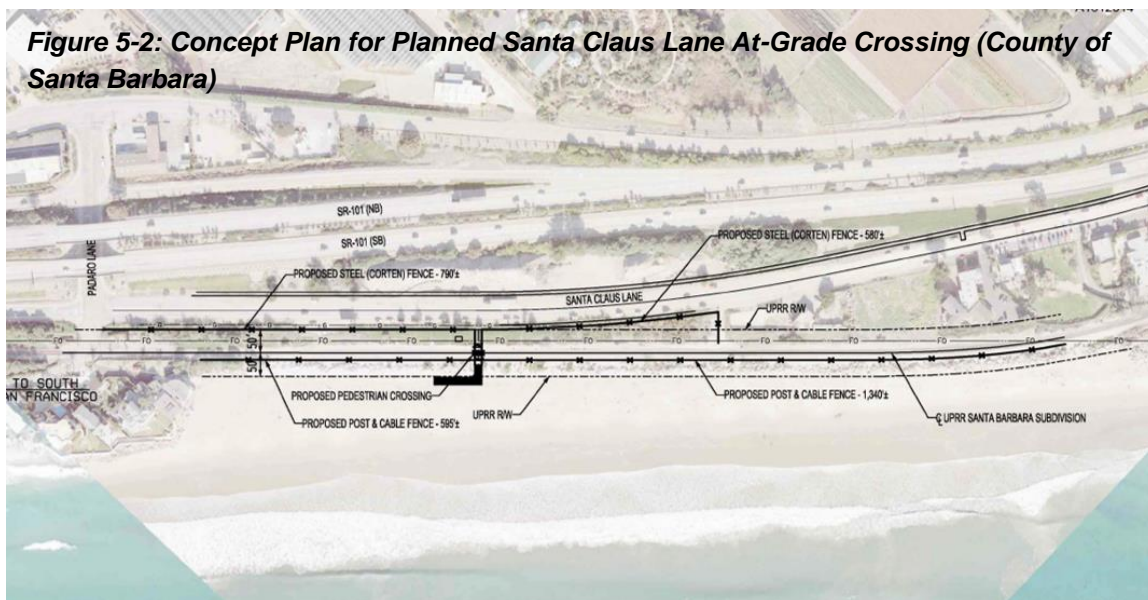 Figure 5-2: Concept Plan for Planned Santa Claus Lane At-Grade Crossing (County of
Santa Barbara)
SR-101 (NB)
SR-101 (SB)
PADARO LANE
PROPOSED STEEL (CORTEN) FENCE - 580'±
PROPOSED STEEL (CORTEN) FENCE - 790'±
SANTA CLAUS LANE
UPRR R/W
50'
50'
TO SOUTH
AN FRANCISCO
PROPOSED PEDESTRIAN CROSSING
PROPOSED POST & CABLE FENCE - 1,340'±
UPRR R/W
PROPOSED POST & CABLE FENCE - 595'±
UPRR SANTA BARBARA SUBDIVISION